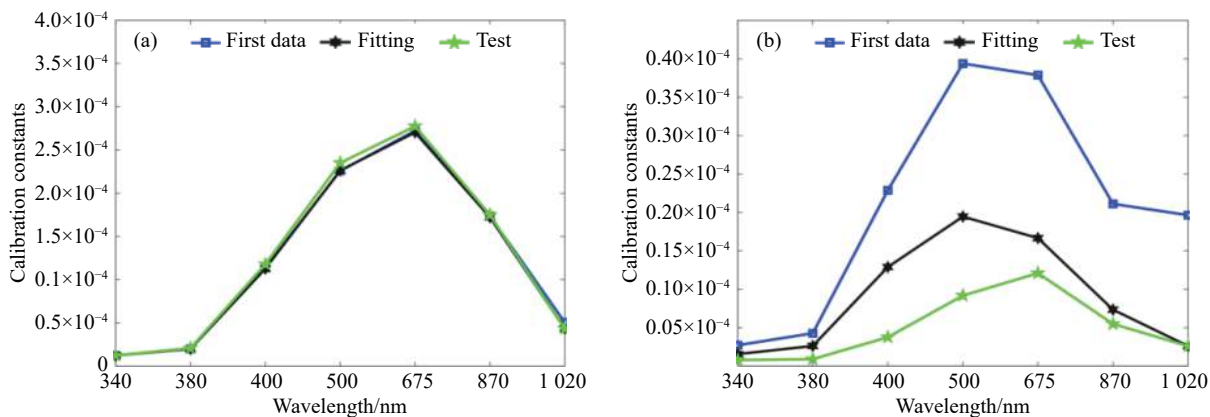 (a) First data Fitting Test
4.0×10⁻⁴
3.5×10⁻⁴
3.0×10⁻⁴
2.5×10⁻⁴
2.0×10⁻⁴
1.5×10⁻⁴
0.1×10⁻⁴
0.5×10⁻⁴
0
Calibration constants
340 380 400 500 675 870 1 020
Wavelength/nm
(b) First data Fitting Test
0.40×10⁻⁴
0.35×10⁻⁴
0.30×10⁻⁴
0.25×10⁻⁴
0.20×10⁻⁴
0.15×10⁻⁴
0.10×10⁻⁴
0.05×10⁻⁴
Calibration constants
340 380 400 500 675 870 1 020
Wavelength/nm